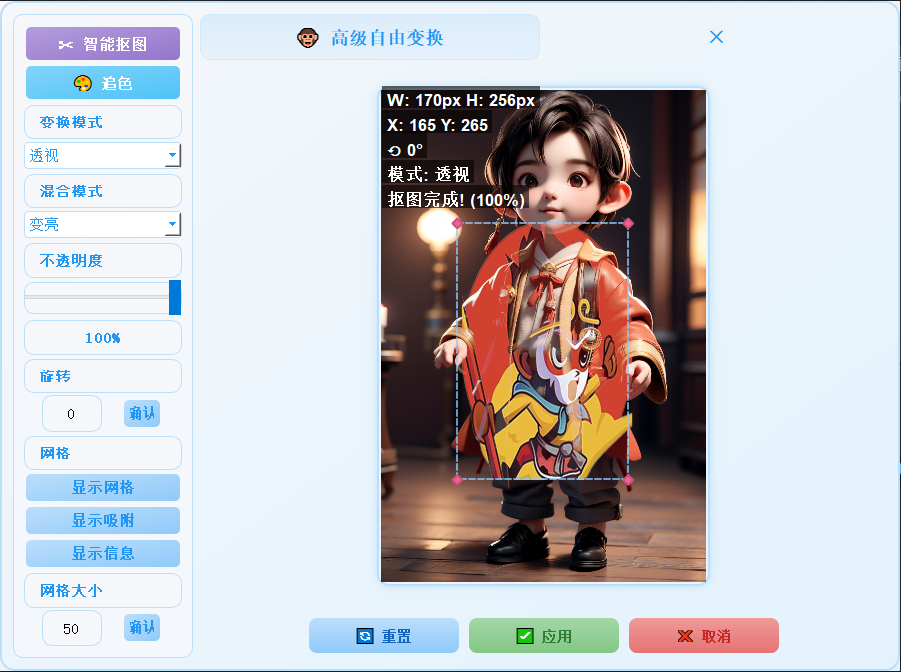 智能抠图
追色
变换模式
透视
混合模式
变亮
不透明度
100%
旋转
0 确认
网格
显示网格
显示吸附
显示信息
网格大小
50 确认
高级自由变换
W: 170px H: 256px
X: 165 Y: 265
0°
模式: 透视
抠图完成! (100%)
重置 应用 取消